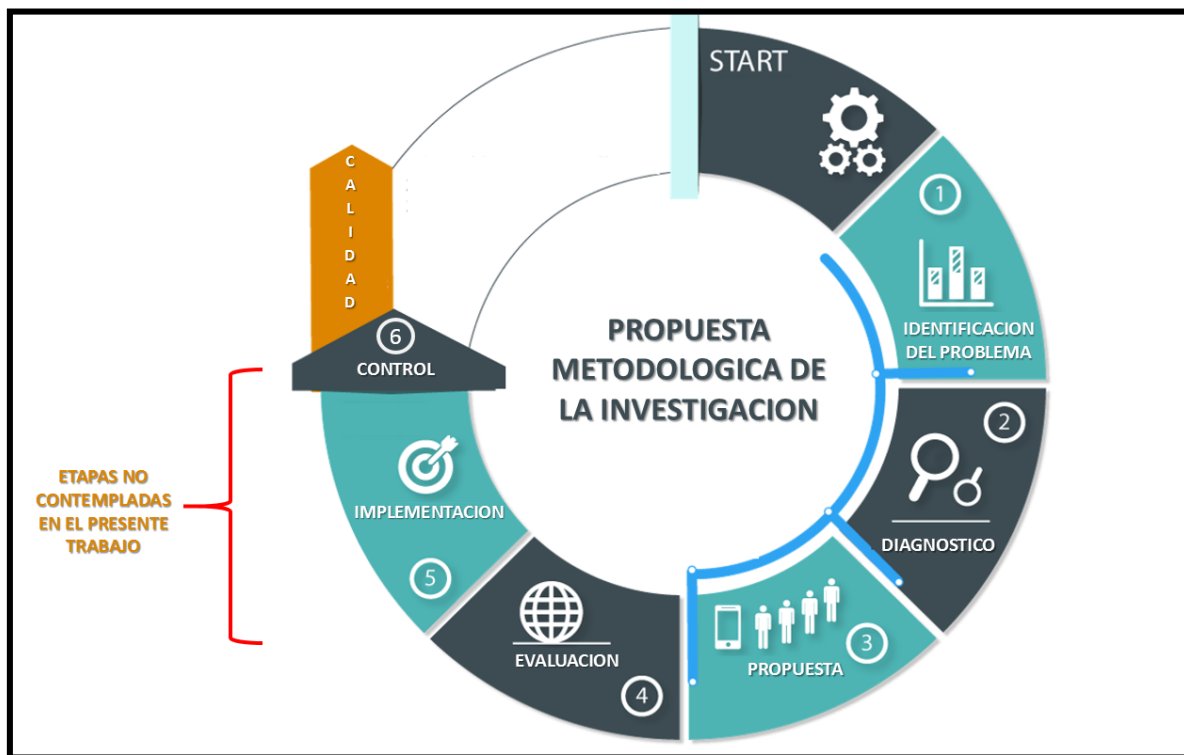 START
1
IDENTIFICACION
DEL PROBLEMA
2
DIAGNOSTICO
3
PROPUESTA
4
EVALUACION
5
IMPLEMENTACION
6
CONTROL
CALIDAD
PROPUESTA
METODOLOGICA DE
LA INVESTIGACION
ETAPAS NO
CONTEMPLADAS
EN EL PRESENTE
TRABAJO